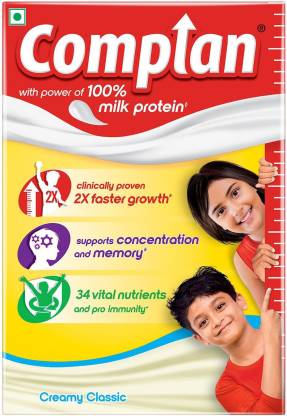 Complan®
with power of 100%
milk protein◊
2X
clinically proven
2X faster growth*
supports concentration
and memory^
34 vital nutrients
and pro immunity~
Creamy Classic